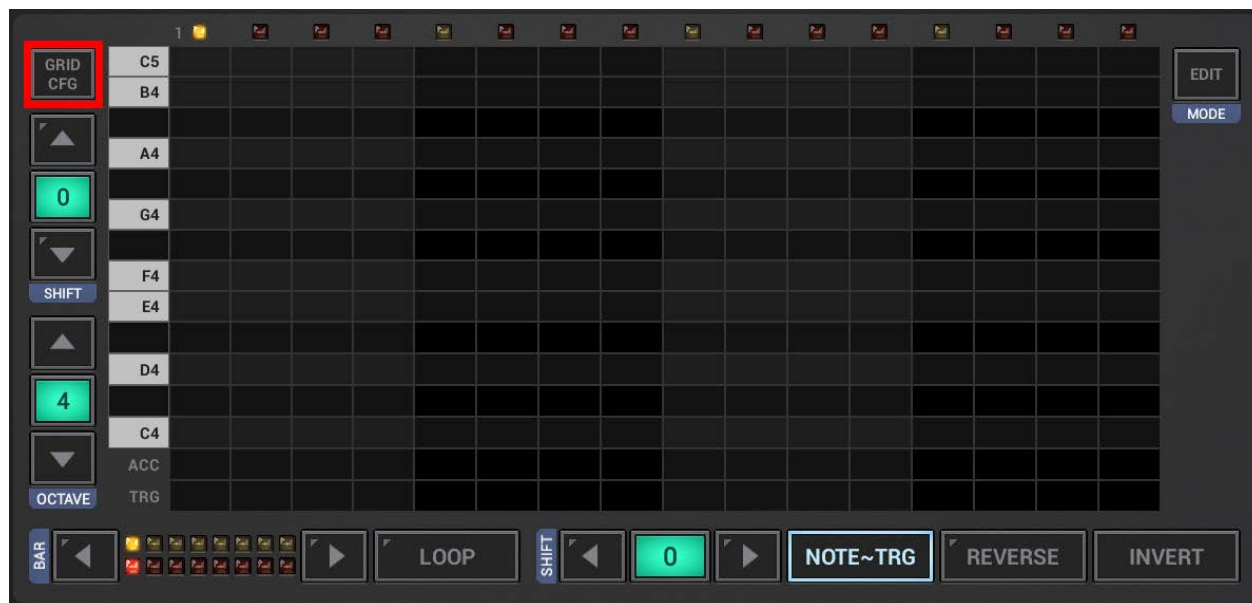 1
GRID
CFG
C5
EDIT
B4
MODE
A4
0
G4
F4
SHIFT
E4
D4
4
C4
ACC
OCTAVE
TRG
BAR
LOOP
SHIFT
0
NOTE~TRG
REVERSE
INVERT